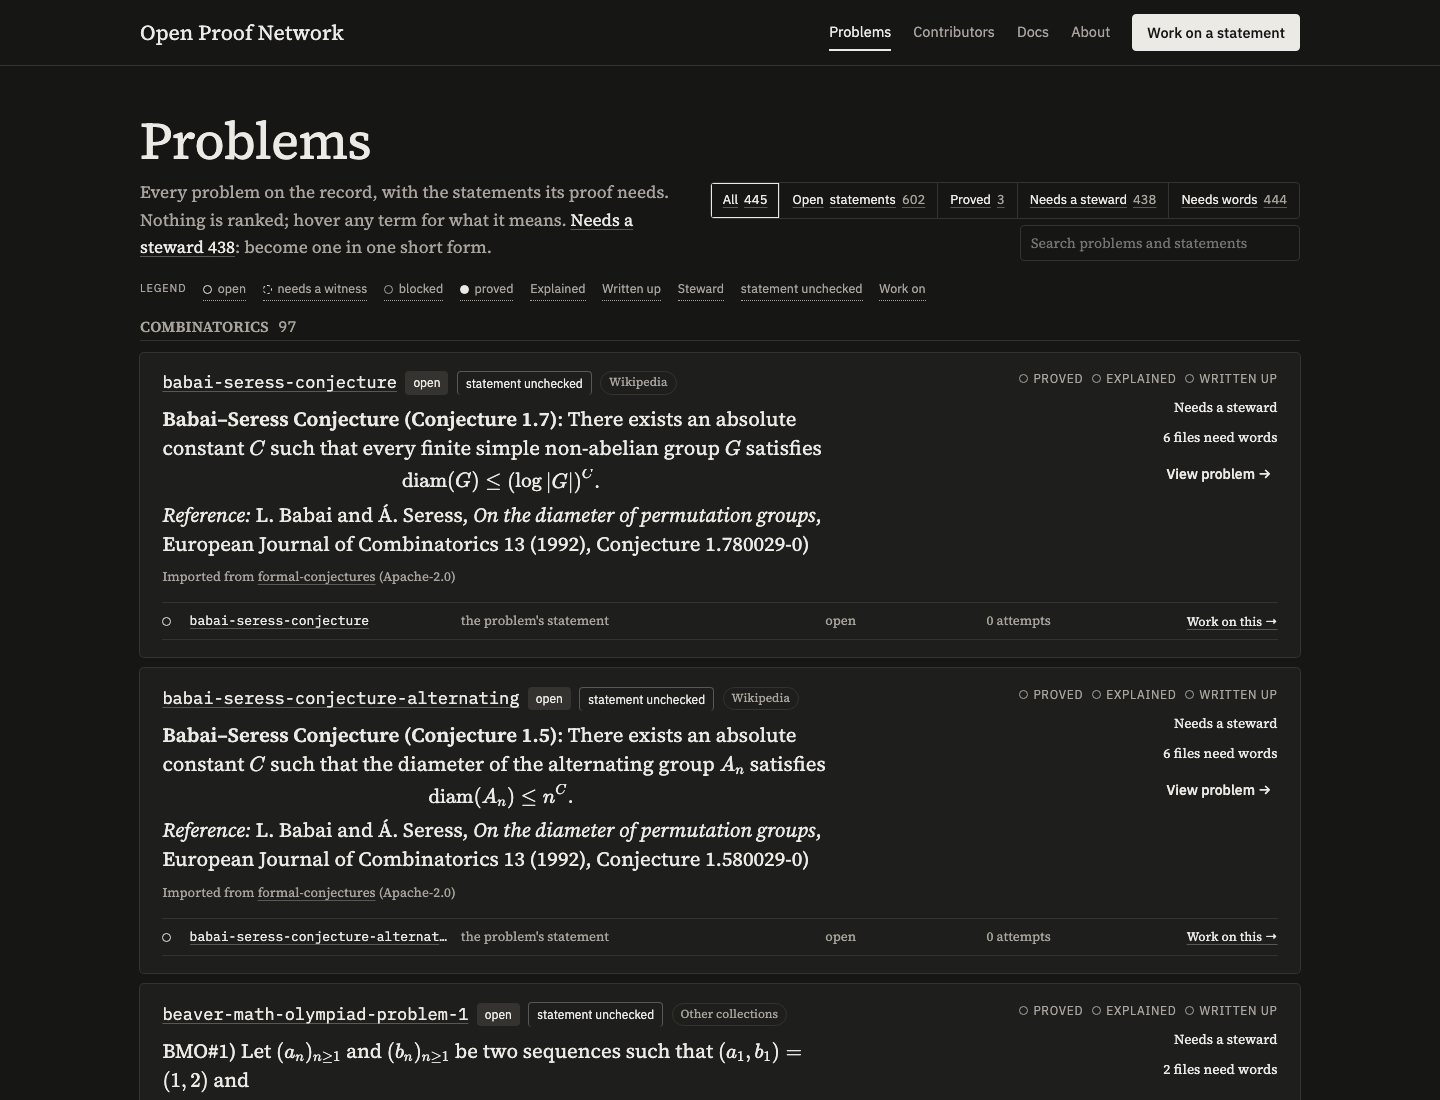 Open Proof Network
Problems Contributors Docs About Work on a statement
Problems
Every problem on the record, with the statements its proof needs.
Nothing is ranked; hover any term for what it means. Needs a
steward 438: become one in one short form.
All 445 Open statements 602 Proved 3 Needs a steward 438 Needs words 444
Search problems and statements
LEGEND open needs a witness blocked proved Explained Written up Steward statement unchecked Work on
COMBINATORICS 97
babai-seress-conjecture open statement unchecked Wikipedia
PROVED EXPLAINED WRITTEN UP
Babai–Seress Conjecture (Conjecture 1.7): There exists an absolute
constant C such that every finite simple non-abelian group G satisfies
diam(G) ≤ (log |G|)^C.
Reference: L. Babai and Á. Seress, On the diameter of permutation groups,
European Journal of Combinatorics 13 (1992), Conjecture 1.780029-0)
Imported from formal-conjectures (Apache-2.0)
Needs a steward
6 files need words
View problem →
babai-seress-conjecture the problem's statement open 0 attempts Work on this →
babai-seress-conjecture-alternating open statement unchecked Wikipedia
PROVED EXPLAINED WRITTEN UP
Babai–Seress Conjecture (Conjecture 1.5): There exists an absolute
constant C such that the diameter of the alternating group A_n satisfies
diam(A_n) ≤ n^C.
Reference: L. Babai and Á. Seress, On the diameter of permutation groups,
European Journal of Combinatorics 13 (1992), Conjecture 1.580029-0)
Imported from formal-conjectures (Apache-2.0)
Needs a steward
6 files need words
View problem →
babai-seress-conjecture-alternat… the problem's statement open 0 attempts Work on this →
beaver-math-olympiad-problem-1 open statement unchecked Other collections
PROVED EXPLAINED WRITTEN UP
BMO#1) Let (a_n)_{n≥1} and (b_n)_{n≥1} be two sequences such that (a_1, b_1) =
(1, 2) and
Needs a steward
2 files need words